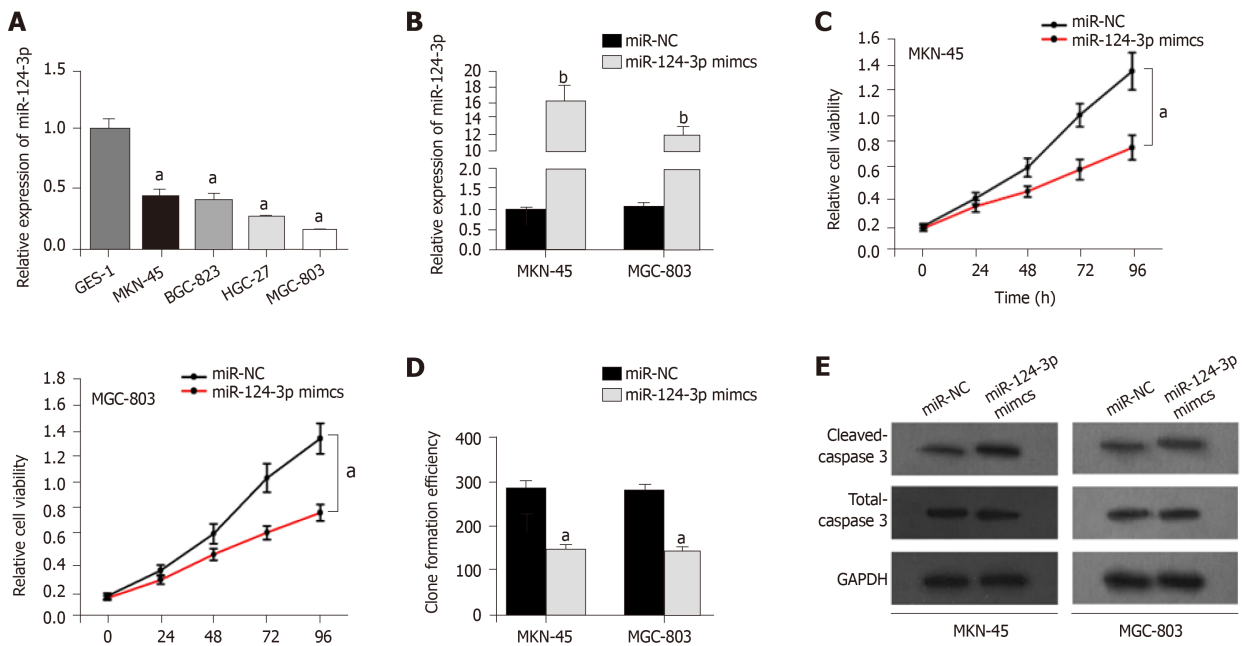 A
Relative expression of miR-124-3p
1.5
1.0
0.5
0.0
a
a
a
a
GES-1
MKN-45
BGC-823
HGC-27
MGC-803
B
miR-NC
miR-124-3p mimcs
Relative expression of miR-124-3p
20
18
16
14
12
10
2.0
1.5
1.0
0.5
0.0
b
b
MKN-45
MGC-803
C
miR-NC
miR-124-3p mimcs
MKN-45
Relative cell viability
1.6
1.4
1.2
1.0
0.8
0.6
0.4
0.2
0.0
a
0
24
48
72
96
Time (h)
miR-NC
miR-124-3p mimcs
MGC-803
Relative cell viability
1.8
1.6
1.4
1.2
1.0
0.8
0.6
0.4
0.2
0.0
a
0
24
48
72
96
D
miR-NC
miR-124-3p mimcs
Clone formation efficiency
400
300
200
100
0
a
a
MKN-45
MGC-803
E
miR-NC
miR-124-3p
mimcs
miR-NC
miR-124-3p
mimcs
Cleaved-
caspase 3
Total-
caspase 3
GAPDH
MKN-45
MGC-803